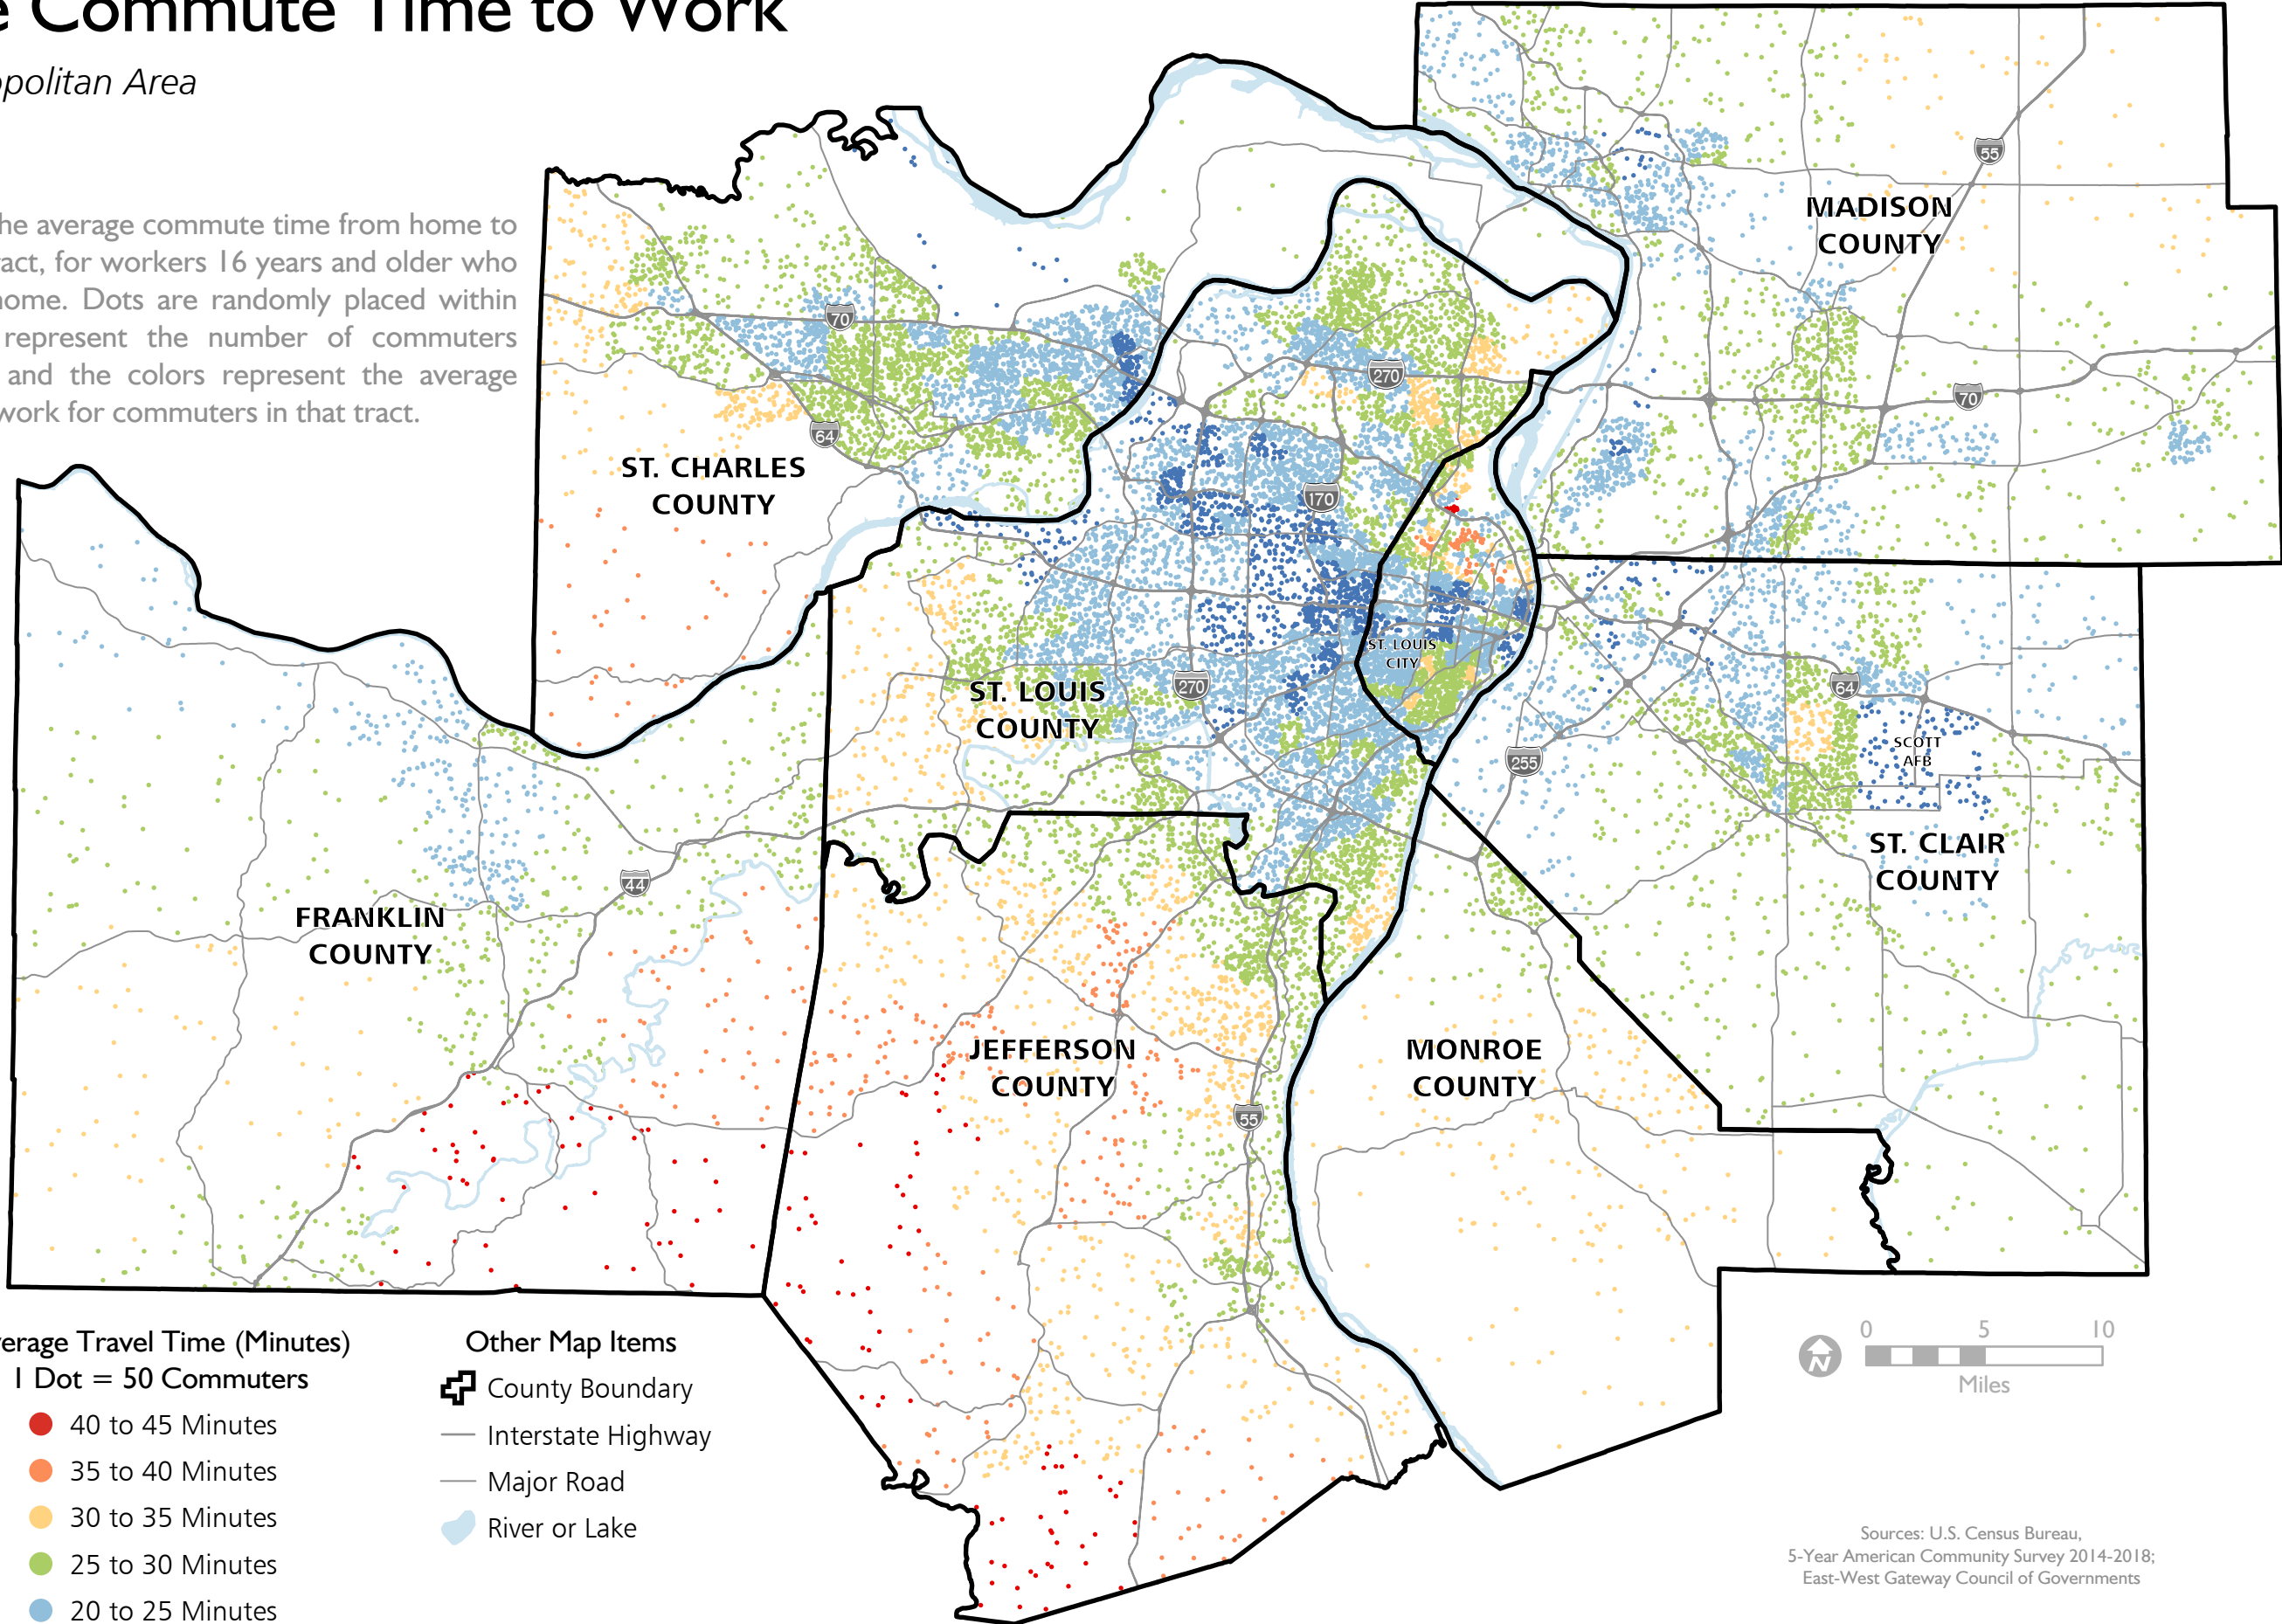 e Commute Time to Work
politan Area
he average commute time from home to
act, for workers 16 years and older who
home. Dots are randomly placed within
represent the number of commuters
and the colors represent the average
work for commuters in that tract.
55
MADISON
COUNTY
70
64
270
170
70
ST. CHARLES
COUNTY
ST. LOUIS
CITY
270
ST. LOUIS
COUNTY
64
SCOTT
AFB
255
ST. CLAIR
COUNTY
44
FRANKLIN
COUNTY
JEFFERSON
COUNTY
MONROE
COUNTY
55
erage Travel Time (Minutes)
1 Dot = 50 Commuters
40 to 45 Minutes
35 to 40 Minutes
30 to 35 Minutes
25 to 30 Minutes
20 to 25 Minutes
Other Map Items
County Boundary
Interstate Highway
Major Road
River or Lake
N
0 5 10
Miles
Sources: U.S. Census Bureau,
5-Year American Community Survey 2014-2018;
East-West Gateway Council of Governments